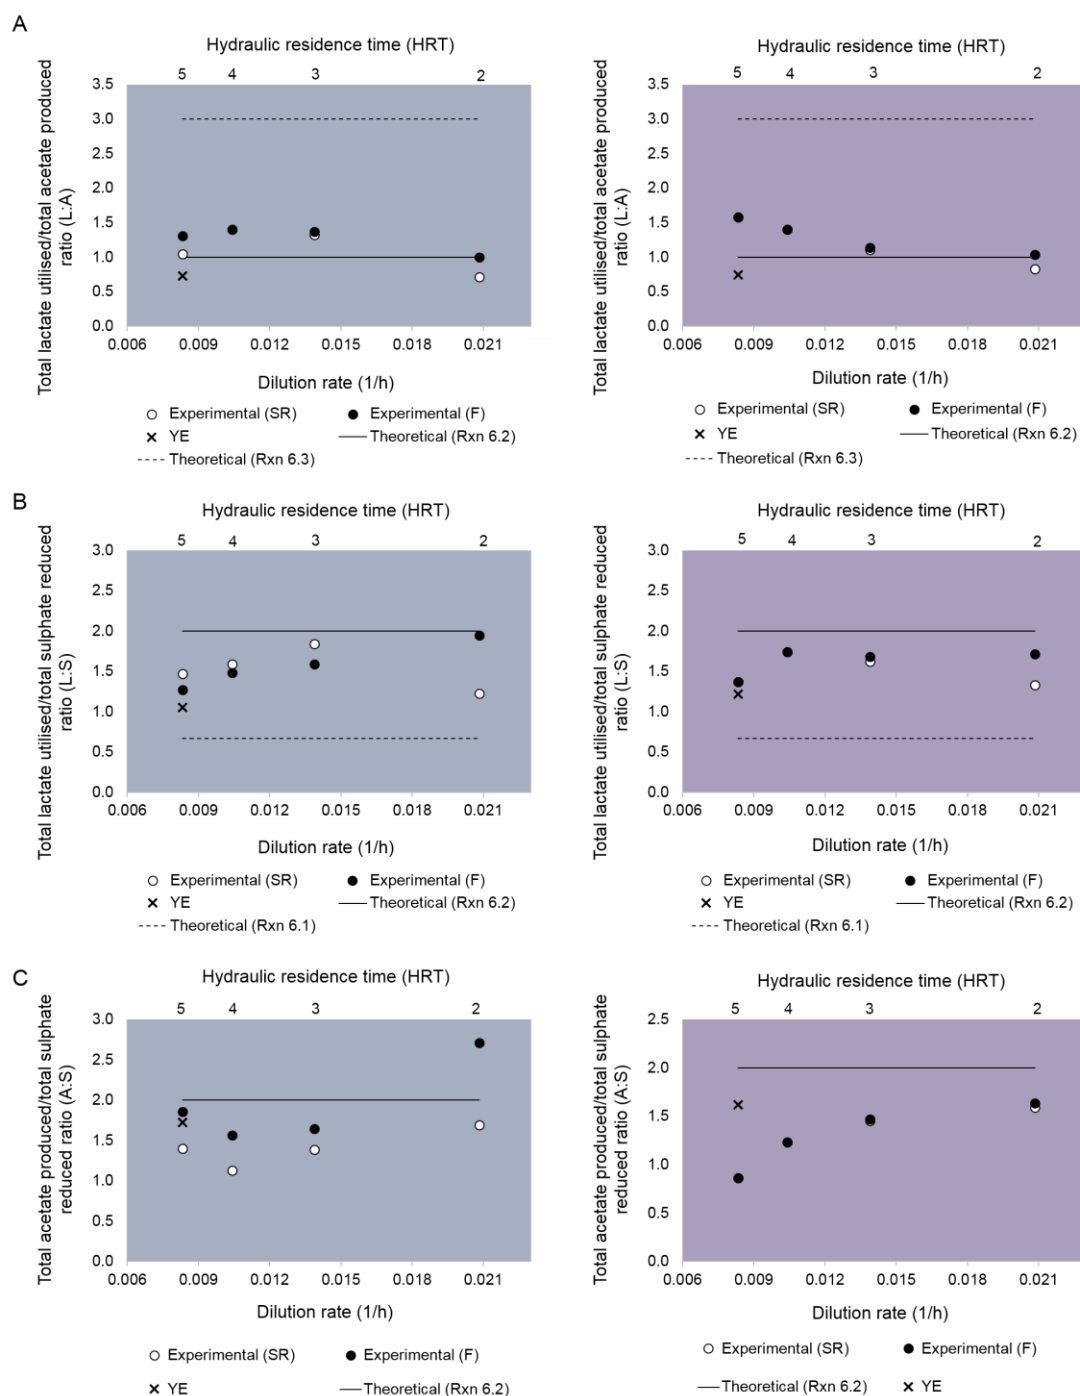 A
Hydraulic residence time (HRT)
5 4 3 2
Total lactate utilised/total acetate produced
ratio (L:A)
3.5
3.0
2.5
2.0
1.5
1.0
0.5
0.0
0.006 0.009 0.012 0.015 0.018 0.021
Dilution rate (1/h)
Experimental (SR) Experimental (F)
YE Theoretical (Rxn 6.2)
Theoretical (Rxn 6.3)
Hydraulic residence time (HRT)
5 4 3 2
Total lactate utilised/total acetate produced
ratio (L:A)
3.5
3.0
2.5
2.0
1.5
1.0
0.5
0.0
0.006 0.009 0.012 0.015 0.018 0.021
Dilution rate (1/h)
Experimental (SR) Experimental (F)
YE Theoretical (Rxn 6.2)
Theoretical (Rxn 6.3)
B
Hydraulic residence time (HRT)
5 4 3 2
Total lactate utilised/total sulphate reduced
ratio (L:S)
3.0
2.5
2.0
1.5
1.0
0.5
0.0
0.006 0.009 0.012 0.015 0.018 0.021
Dilution rate (1/h)
Experimental (SR) Experimental (F)
YE Theoretical (Rxn 6.2)
Theoretical (Rxn 6.1)
Hydraulic residence time (HRT)
5 4 3 2
Total lactate utilised/total sulphate reduced
ratio (L:S)
3.0
2.5
2.0
1.5
1.0
0.5
0.0
0.006 0.009 0.012 0.015 0.018 0.021
Dilution rate (1/h)
Experimental (SR) Experimental (F)
YE Theoretical (Rxn 6.2)
Theoretical (Rxn 6.1)
C
Hydraulic residence time (HRT)
5 4 3 2
Total acetate produced/total sulphate
reduced ratio (A:S)
3.0
2.5
2.0
1.5
1.0
0.5
0.0
0.006 0.009 0.012 0.015 0.018 0.021
Dilution rate (1/h)
Experimental (SR) Experimental (F)
YE Theoretical (Rxn 6.2)
Hydraulic residence time (HRT)
5 4 3 2
Total acetate produced/total sulphate
reduced ratio (A:S)
2.5
2.0
1.5
1.0
0.5
0.0
0.006 0.009 0.012 0.015 0.018 0.021
Dilution rate (1/h)
Experimental (SR) Experimental (F)
Theoretical (Rxn 6.2) YE